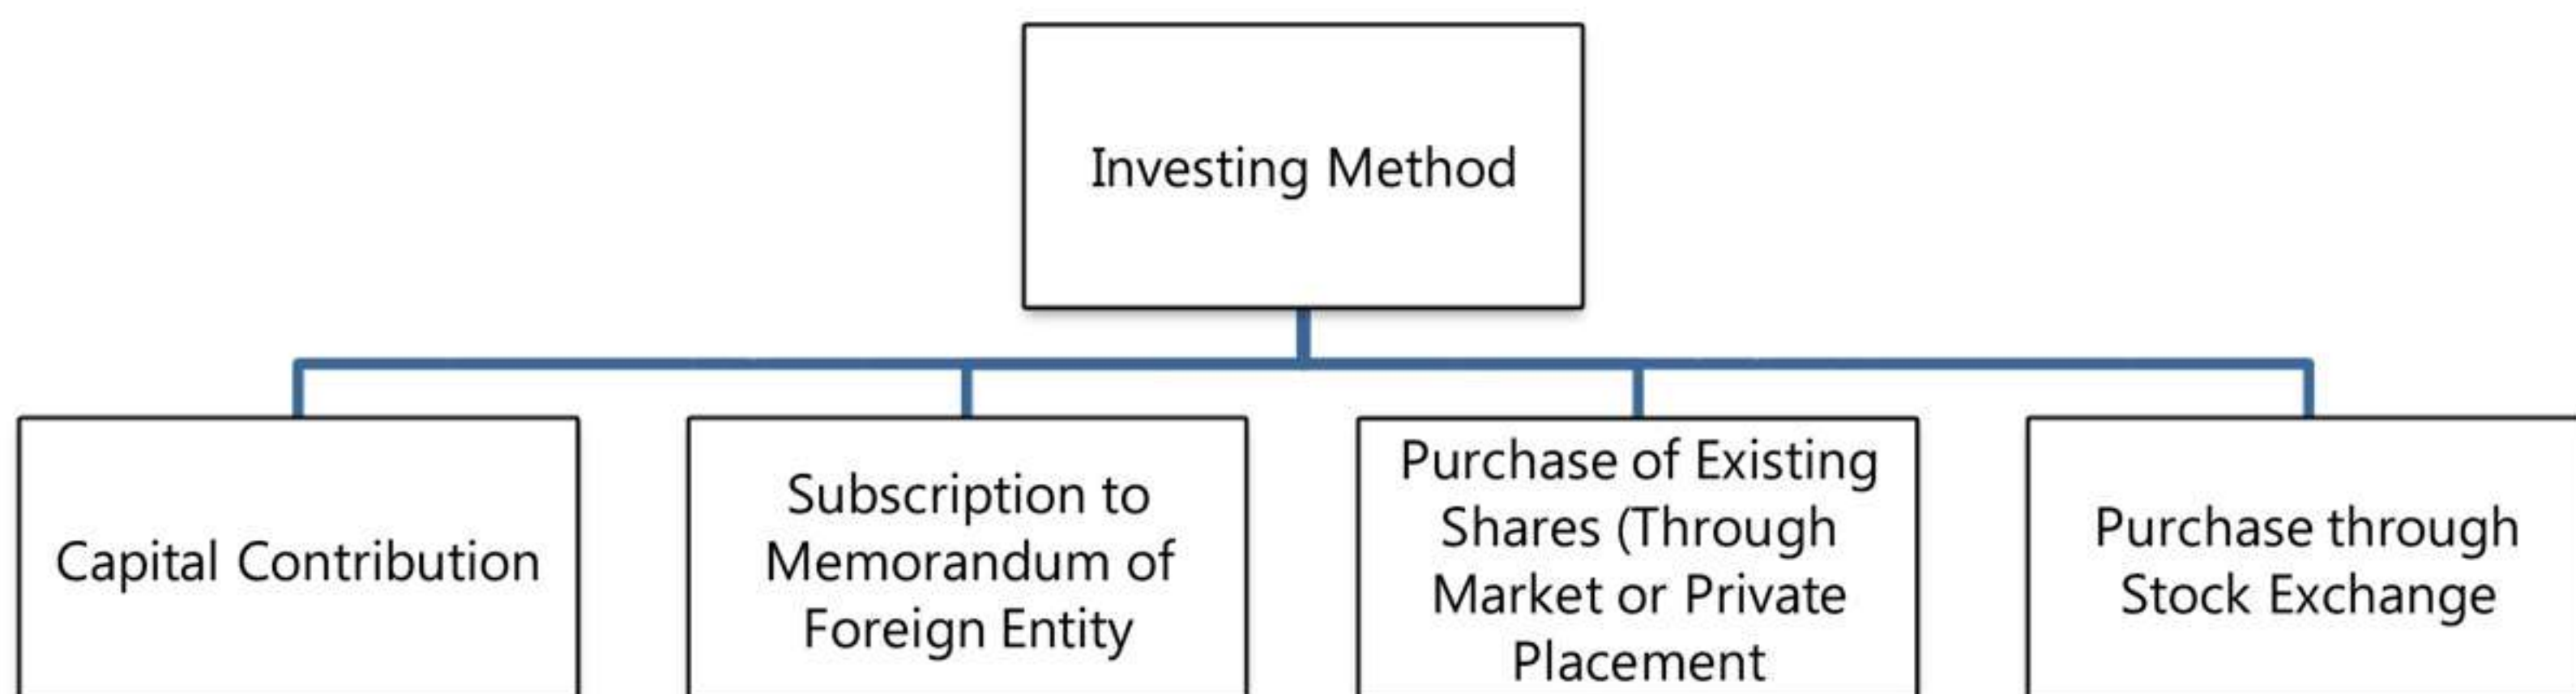 Investing Method
Capital Contribution
Subscription to
Memorandum of
Foreign Entity
Purchase of Existing
Shares (Through
Market or Private
Placement
Purchase through
Stock Exchange